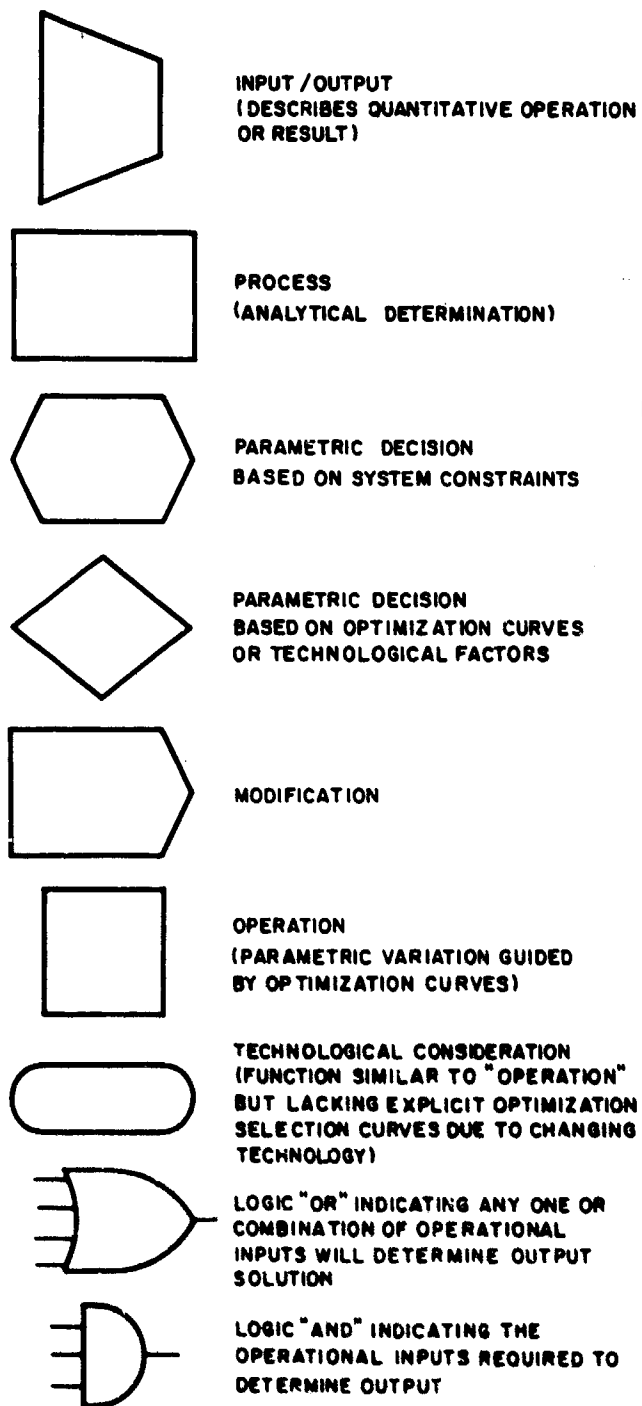 INPUT / OUTPUT
(DESCRIBES QUANTITATIVE OPERATION
OR RESULT)
PROCESS
(ANALYTICAL DETERMINATION)
PARAMETRIC DECISION
BASED ON SYSTEM CONSTRAINTS
PARAMETRIC DECISION
BASED ON OPTIMIZATION CURVES
OR TECHNOLOGICAL FACTORS
MODIFICATION
OPERATION
(PARAMETRIC VARIATION GUIDED
BY OPTIMIZATION CURVES)
TECHNOLOGICAL CONSIDERATION
(FUNCTION SIMILAR TO "OPERATION"
BUT LACKING EXPLICIT OPTIMIZATION
SELECTION CURVES DUE TO CHANGING
TECHNOLOGY)
LOGIC "OR" INDICATING ANY ONE OR
COMBINATION OF OPERATIONAL
INPUTS WILL DETERMINE OUTPUT
SOLUTION
LOGIC "AND" INDICATING THE
OPERATIONAL INPUTS REQUIRED TO
DETERMINE OUTPUT